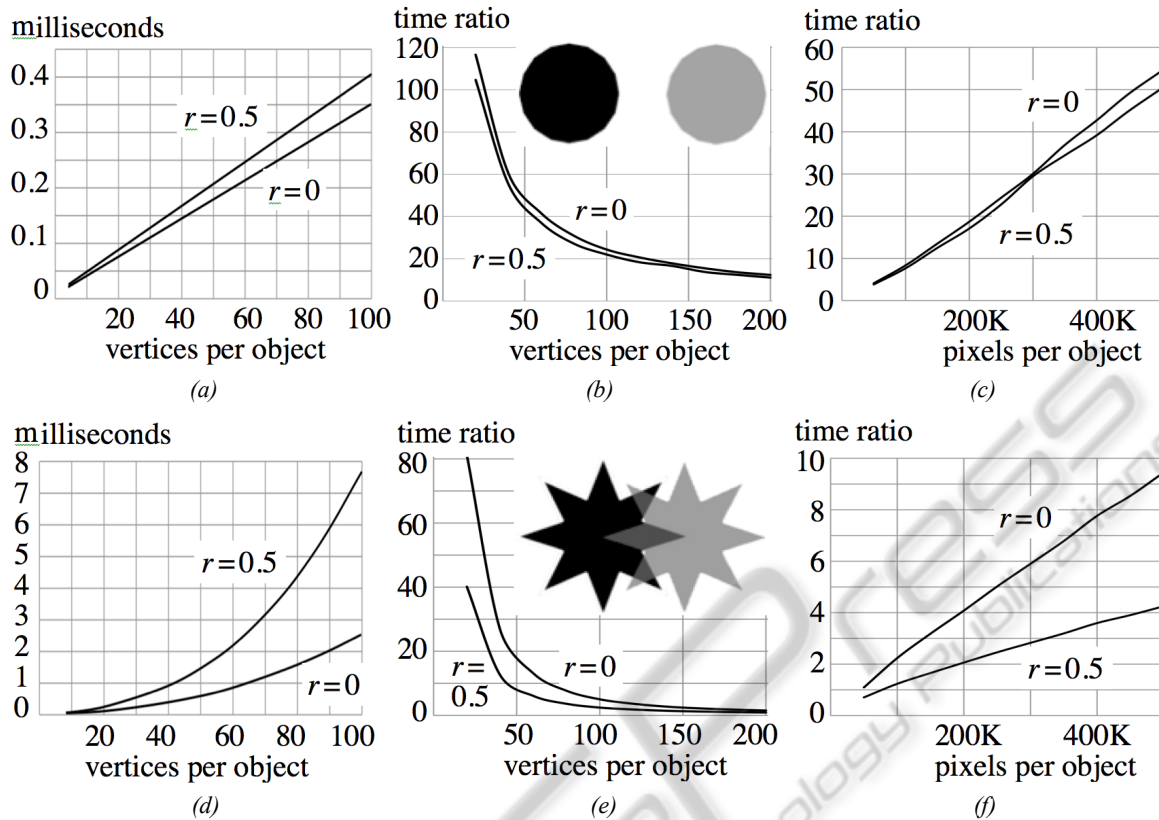 milliseconds
0.4
0.3
0.2
0.1
0
r=0.5
r=0
20 40 60 80 100
vertices per object
(a)
time ratio
120
100
80
60
40
20
0
r=0
r=0.5
50 100 150 200
vertices per object
(b)
time ratio
60
50
40
30
20
10
0
r=0
r=0.5
200K 400K
pixels per object
(c)
milliseconds
8
7
6
5
4
3
2
1
0
r=0.5
r=0
20 40 60 80 100
vertices per object
(d)
time ratio
80
60
40
20
0
r=
0.5
r=0
50 100 150 200
vertices per object
(e)
time ratio
10
8
6
4
2
0
r=0
r=0.5
200K 400K
pixels per object
(f)
Press
ology Publications